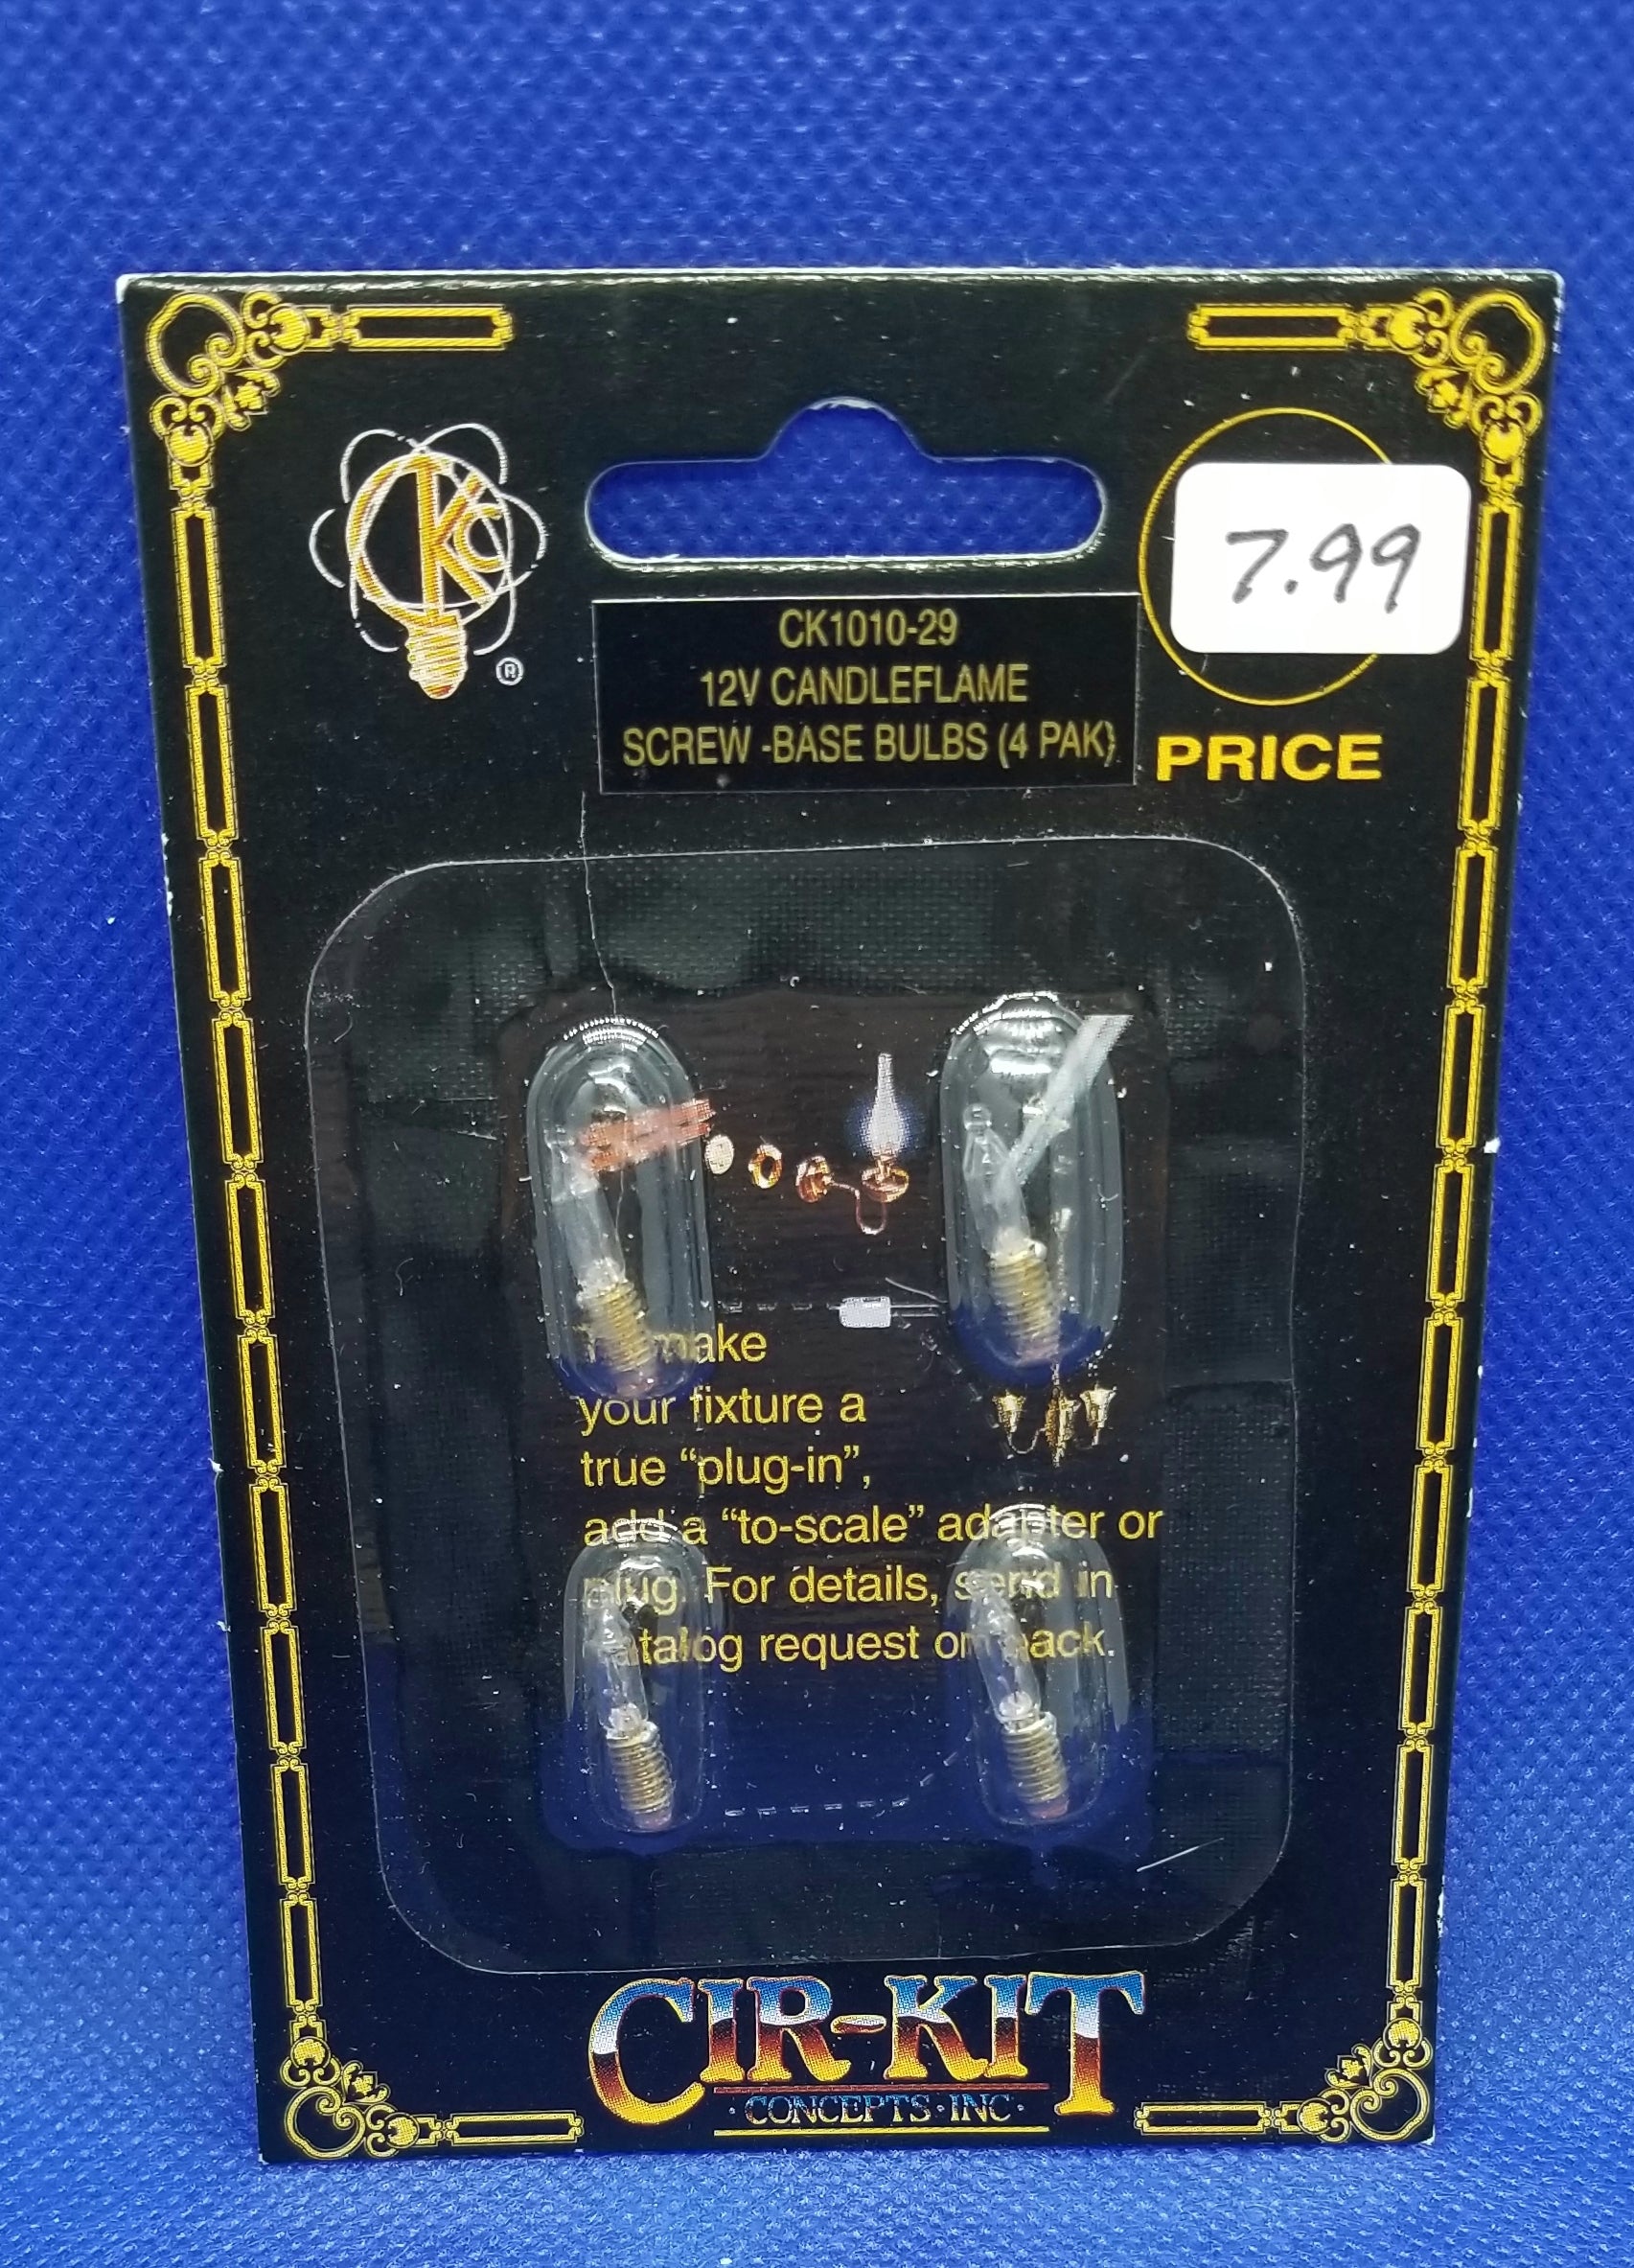 CKC
®
7.99
CK1010-29
12V CANDLEFLAME
SCREW -BASE BULBS (4 PAK)
PRICE
make
your fixture a
true “plug-in”,
add a “to-scale” adapter or
plug. For details, send in
catalog request on back.
CIR-KIT
·CONCEPTS·INC·